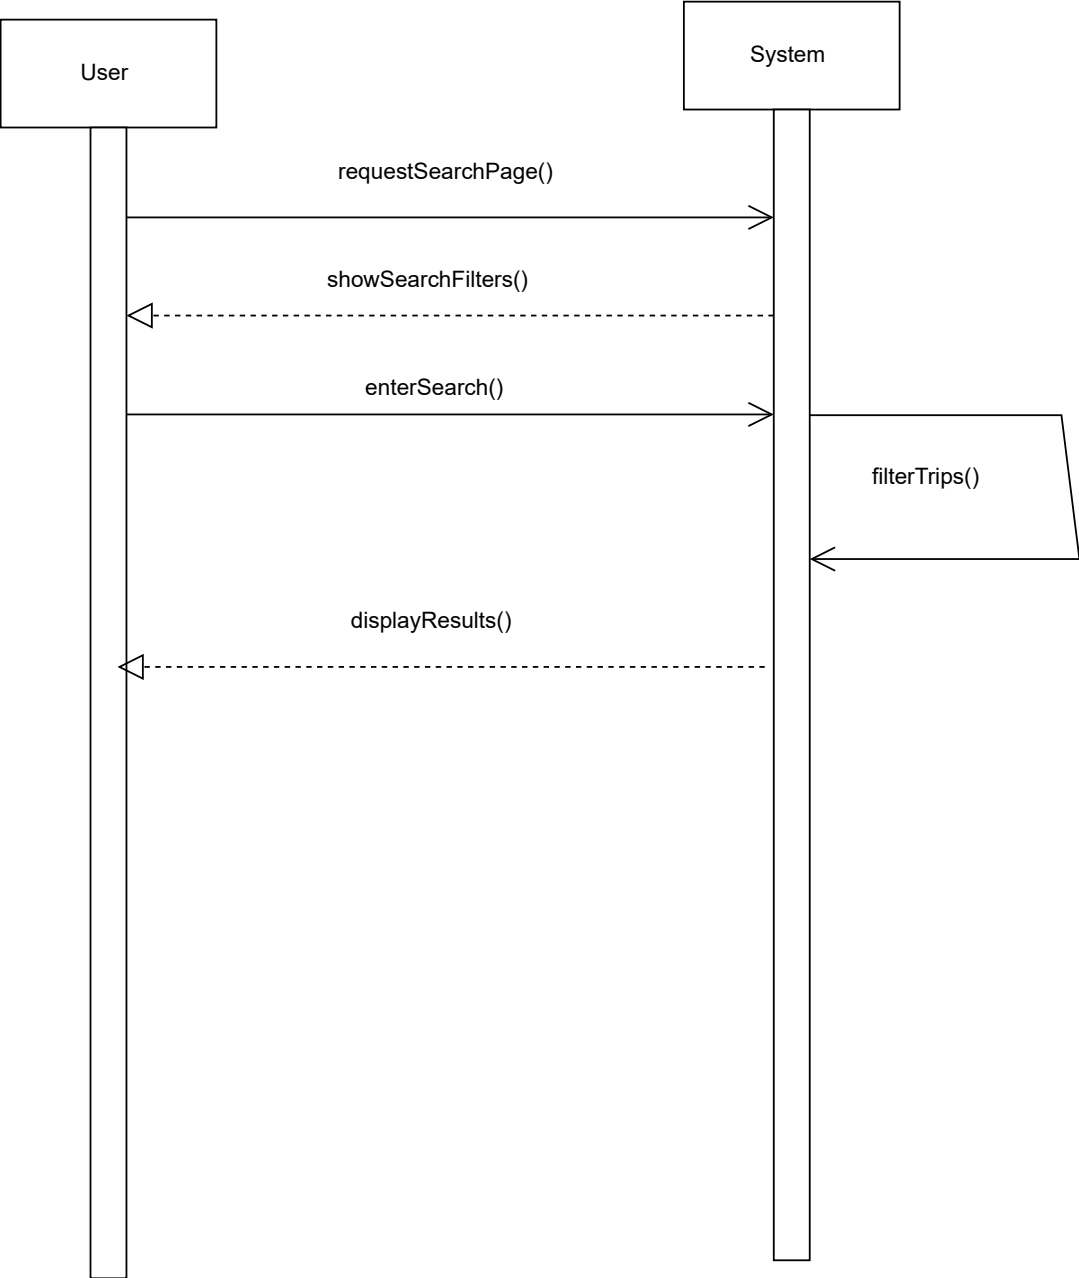 User
System
requestSearchPage()
showSearchFilters()
enterSearch()
filterTrips()
displayResults()